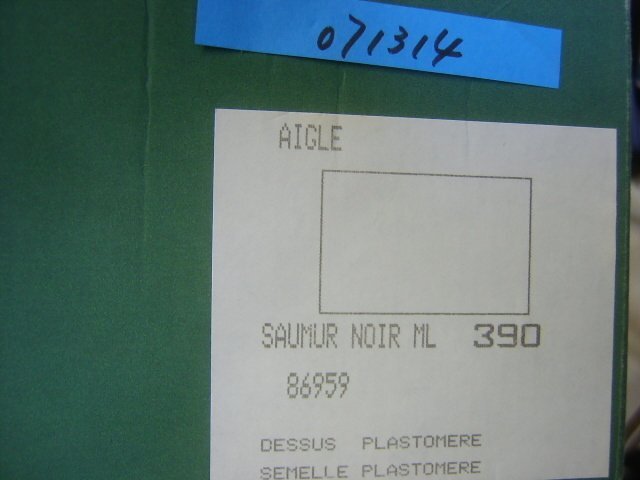 071314
AIGLE
SAUMUR NOIR ML 390
86959
DESSUS PLASTOMERE
SEMELLE PLASTOMERE